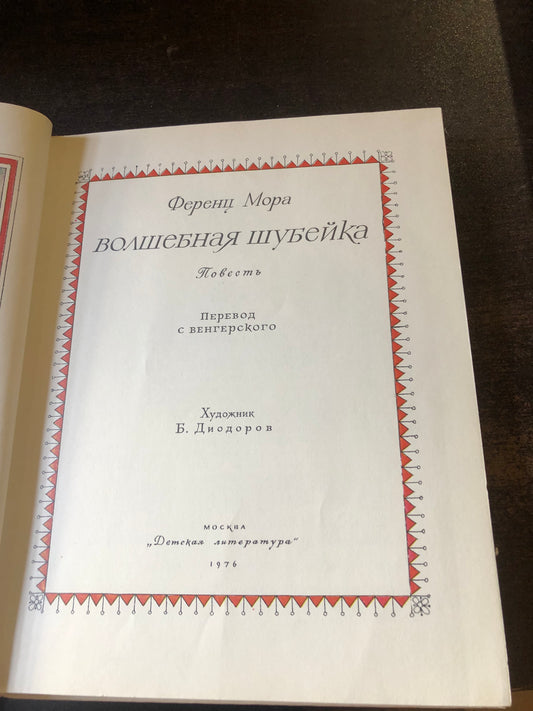 Ференц Мора
Волшебная шубейка
Повесть
Перевод
с венгерского
Художник
Б. Диодоров
Москва
„Детская литература“
1976